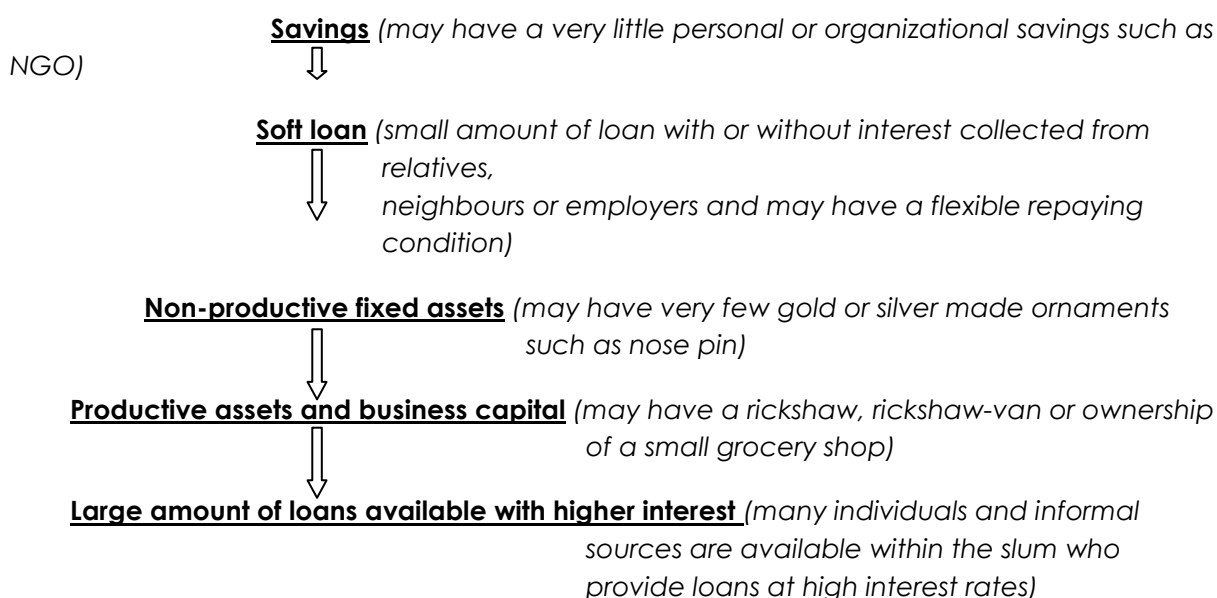 Savings (may have a very little personal or organizational savings such as
NGO)
Soft loan (small amount of loan with or without interest collected from
relatives,
neighbours or employers and may have a flexible repaying
condition)
Non-productive fixed assets (may have very few gold or silver made ornaments
such as nose pin)
Productive assets and business capital (may have a rickshaw, rickshaw-van or ownership
of a small grocery shop)
Large amount of loans available with higher interest (many individuals and informal
sources are available within the slum who
provide loans at high interest rates)